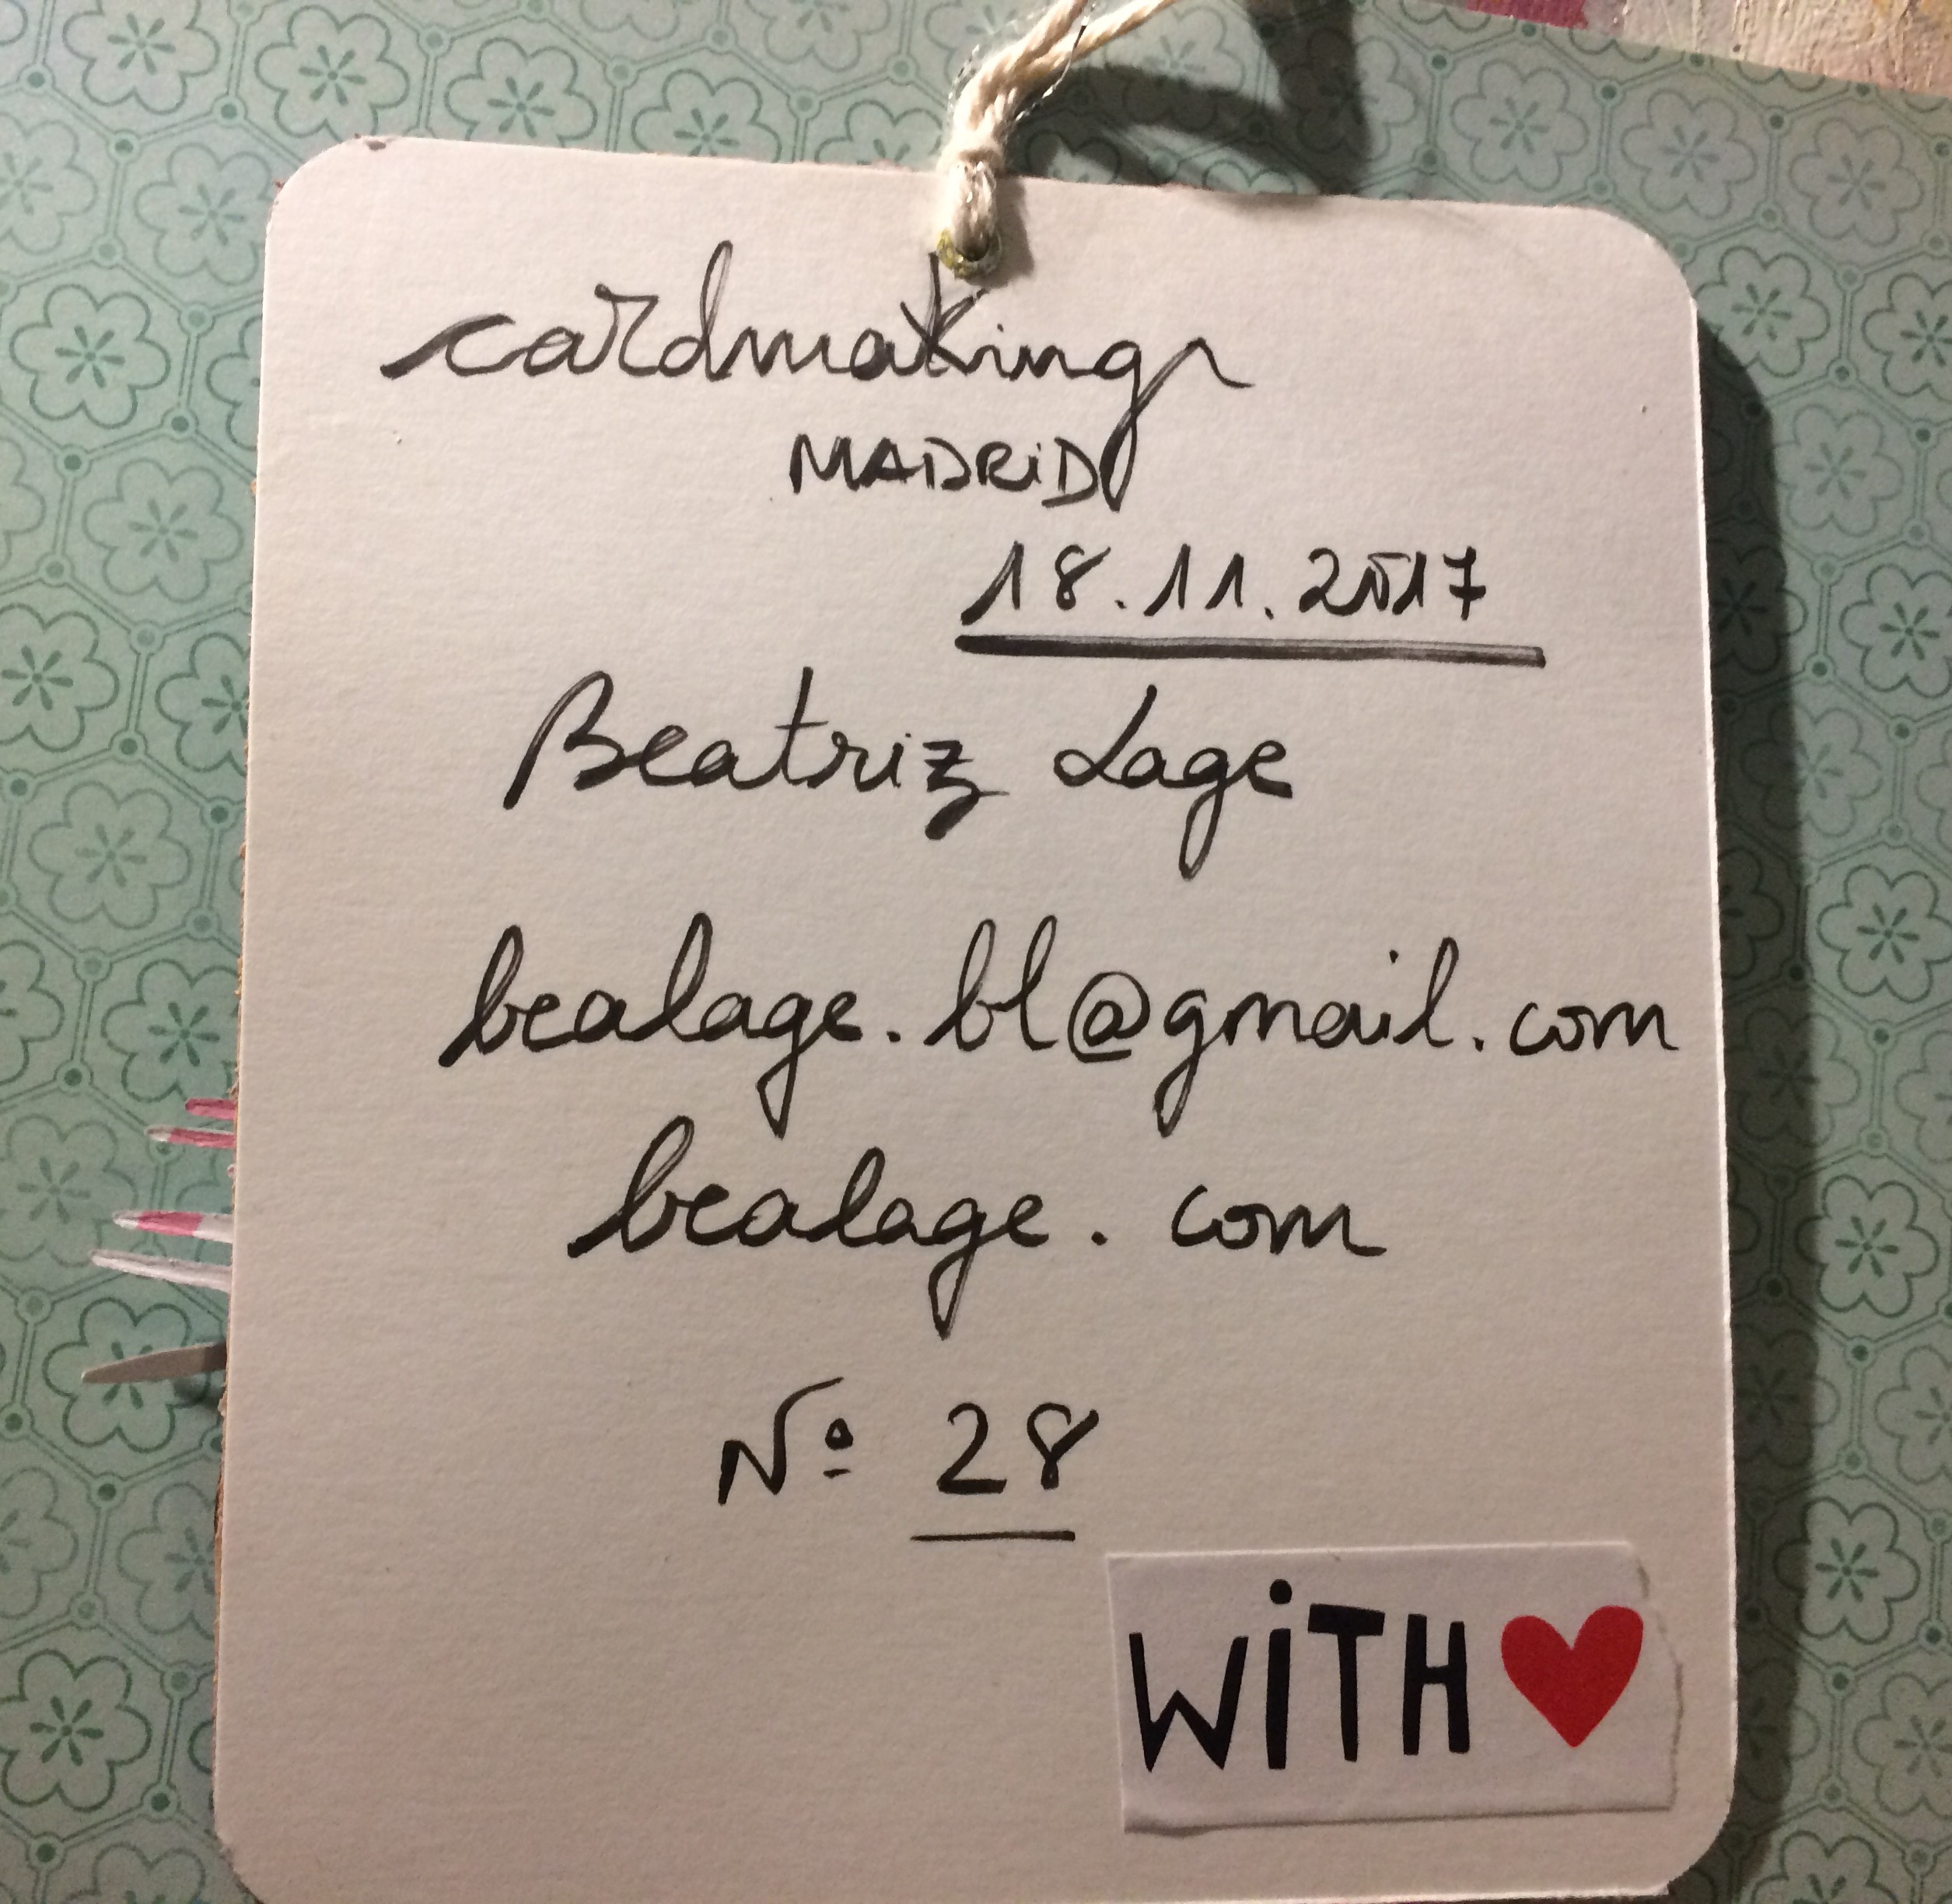 cardmaking
MADRiD
18.11.2017
Beatriz Lage
bealage.bl@gmail.com
bealage.com
Nº 28
WiTH ♥